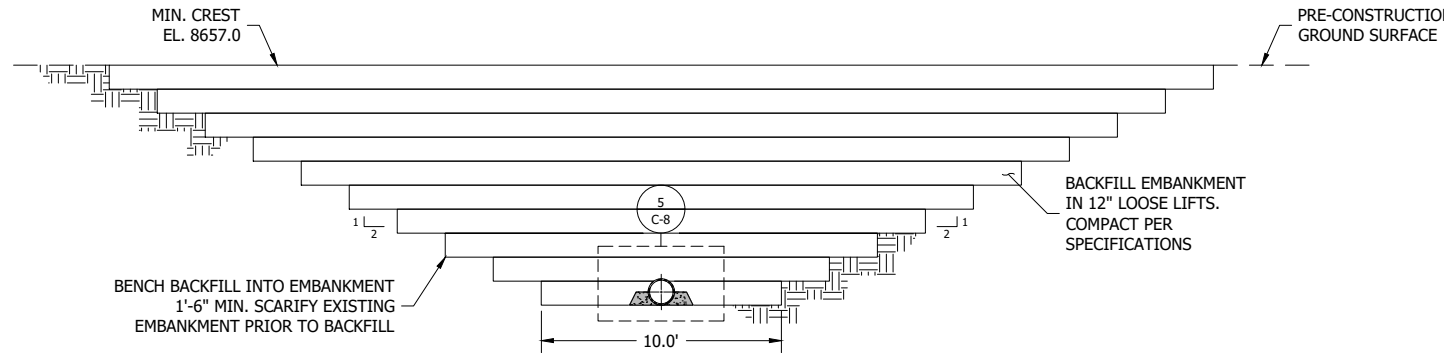 MIN. CREST
EL. 8657.0
PRE-CONSTRUCTION
GROUND SURFACE
5
C-8
BACKFILL EMBANKMENT
IN 12" LOOSE LIFTS.
COMPACT PER
SPECIFICATIONS
1
2
1
2
BENCH BACKFILL INTO EMBANKMENT
1'-6" MIN. SCARIFY EXISTING
EMBANKMENT PRIOR TO BACKFILL
10.0'